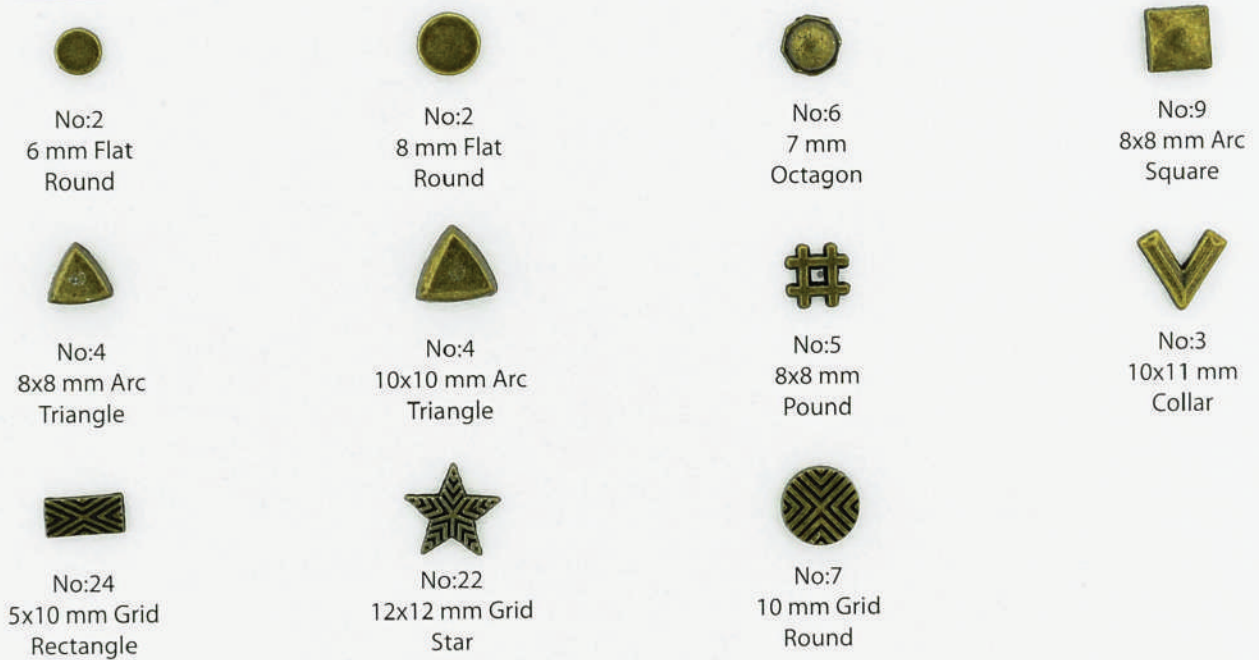 No:2
6 mm Flat
Round
No:2
8 mm Flat
Round
No:6
7 mm
Octagon
No:9
8x8 mm Arc
Square
No:4
8x8 mm Arc
Triangle
No:4
10x10 mm Arc
Triangle
No:5
8x8 mm
Pound
No:3
10x11 mm
Collar
No:24
5x10 mm Grid
Rectangle
No:22
12x12 mm Grid
Star
No:7
10 mm Grid
Round